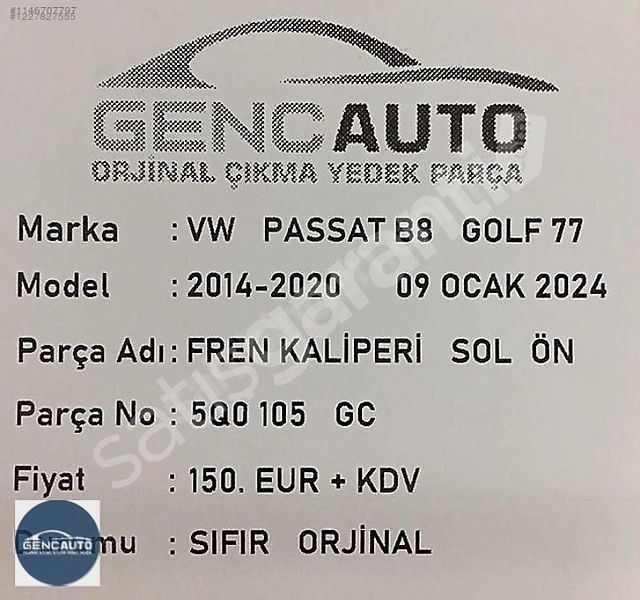 #1146707797
#1227827555
GENCAUTO
ORJİNAL ÇIKMA YEDEK PARÇA
Marka : VW PASSAT B8 GOLF 77
Model : 2014-2020 09 OCAK 2024
Parça Adı : FREN KALİPERİ SOL ÖN
Parça No : 5Q0 105 GC
Fiyat : 150. EUR + KDV
mu : SIFIR ORJİNAL
GENCAUTO
satışgaranti